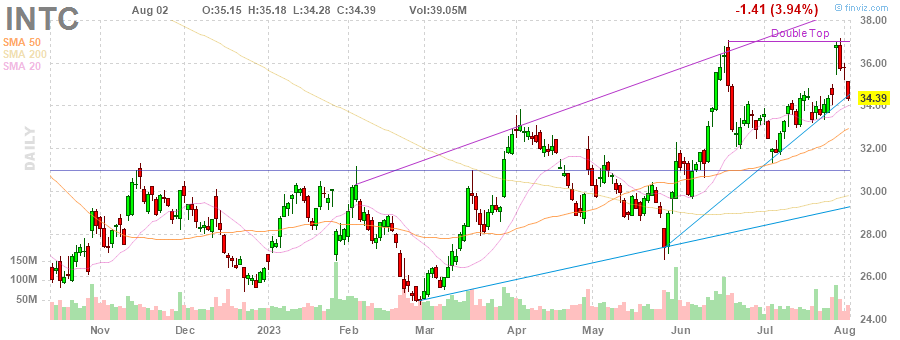 INTC Aug 02 O:35.15 H:35.18 L:34.28 C:34.39 Vol:39.05M -1.41 (3.94%) © finviz.com
SMA 50
SMA 200
SMA 20
Double Top
DAILY
38.00
36.00
34.39
34.00
32.00
30.00
28.00
26.00
24.00
150M
100M
50M
Nov Dec 2023 Feb Mar Apr May Jun Jul Aug